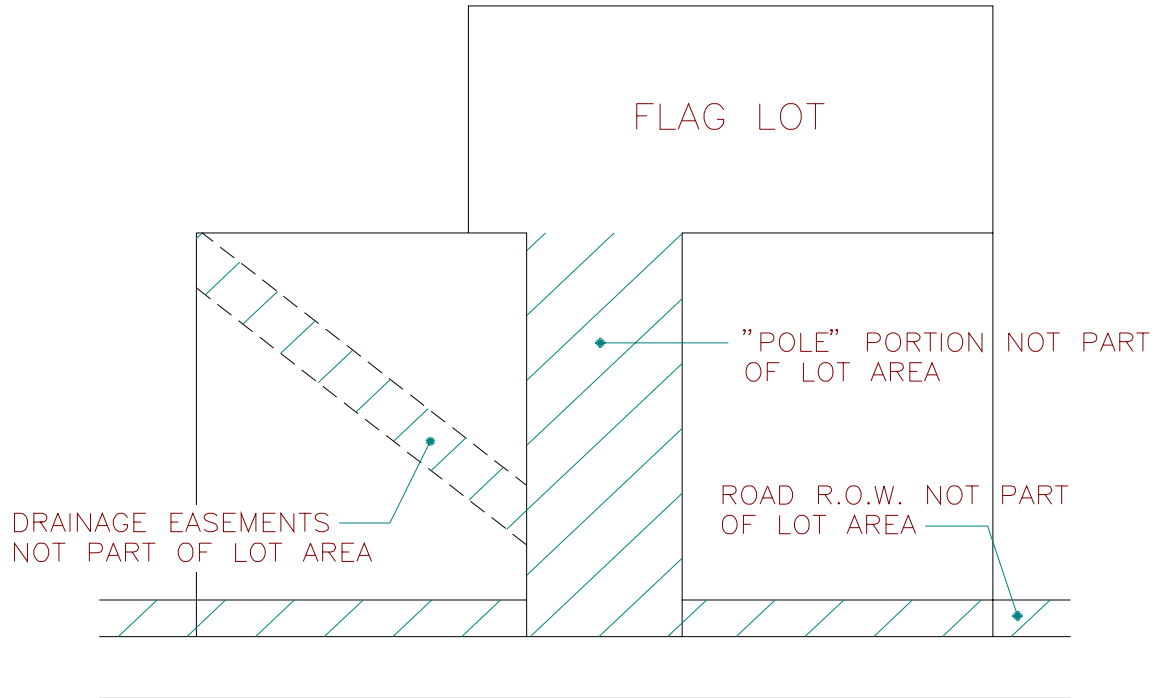 FLAG LOT
"POLE" PORTION NOT PART
OF LOT AREA
ROAD R.O.W. NOT PART
OF LOT AREA
DRAINAGE EASEMENTS
NOT PART OF LOT AREA